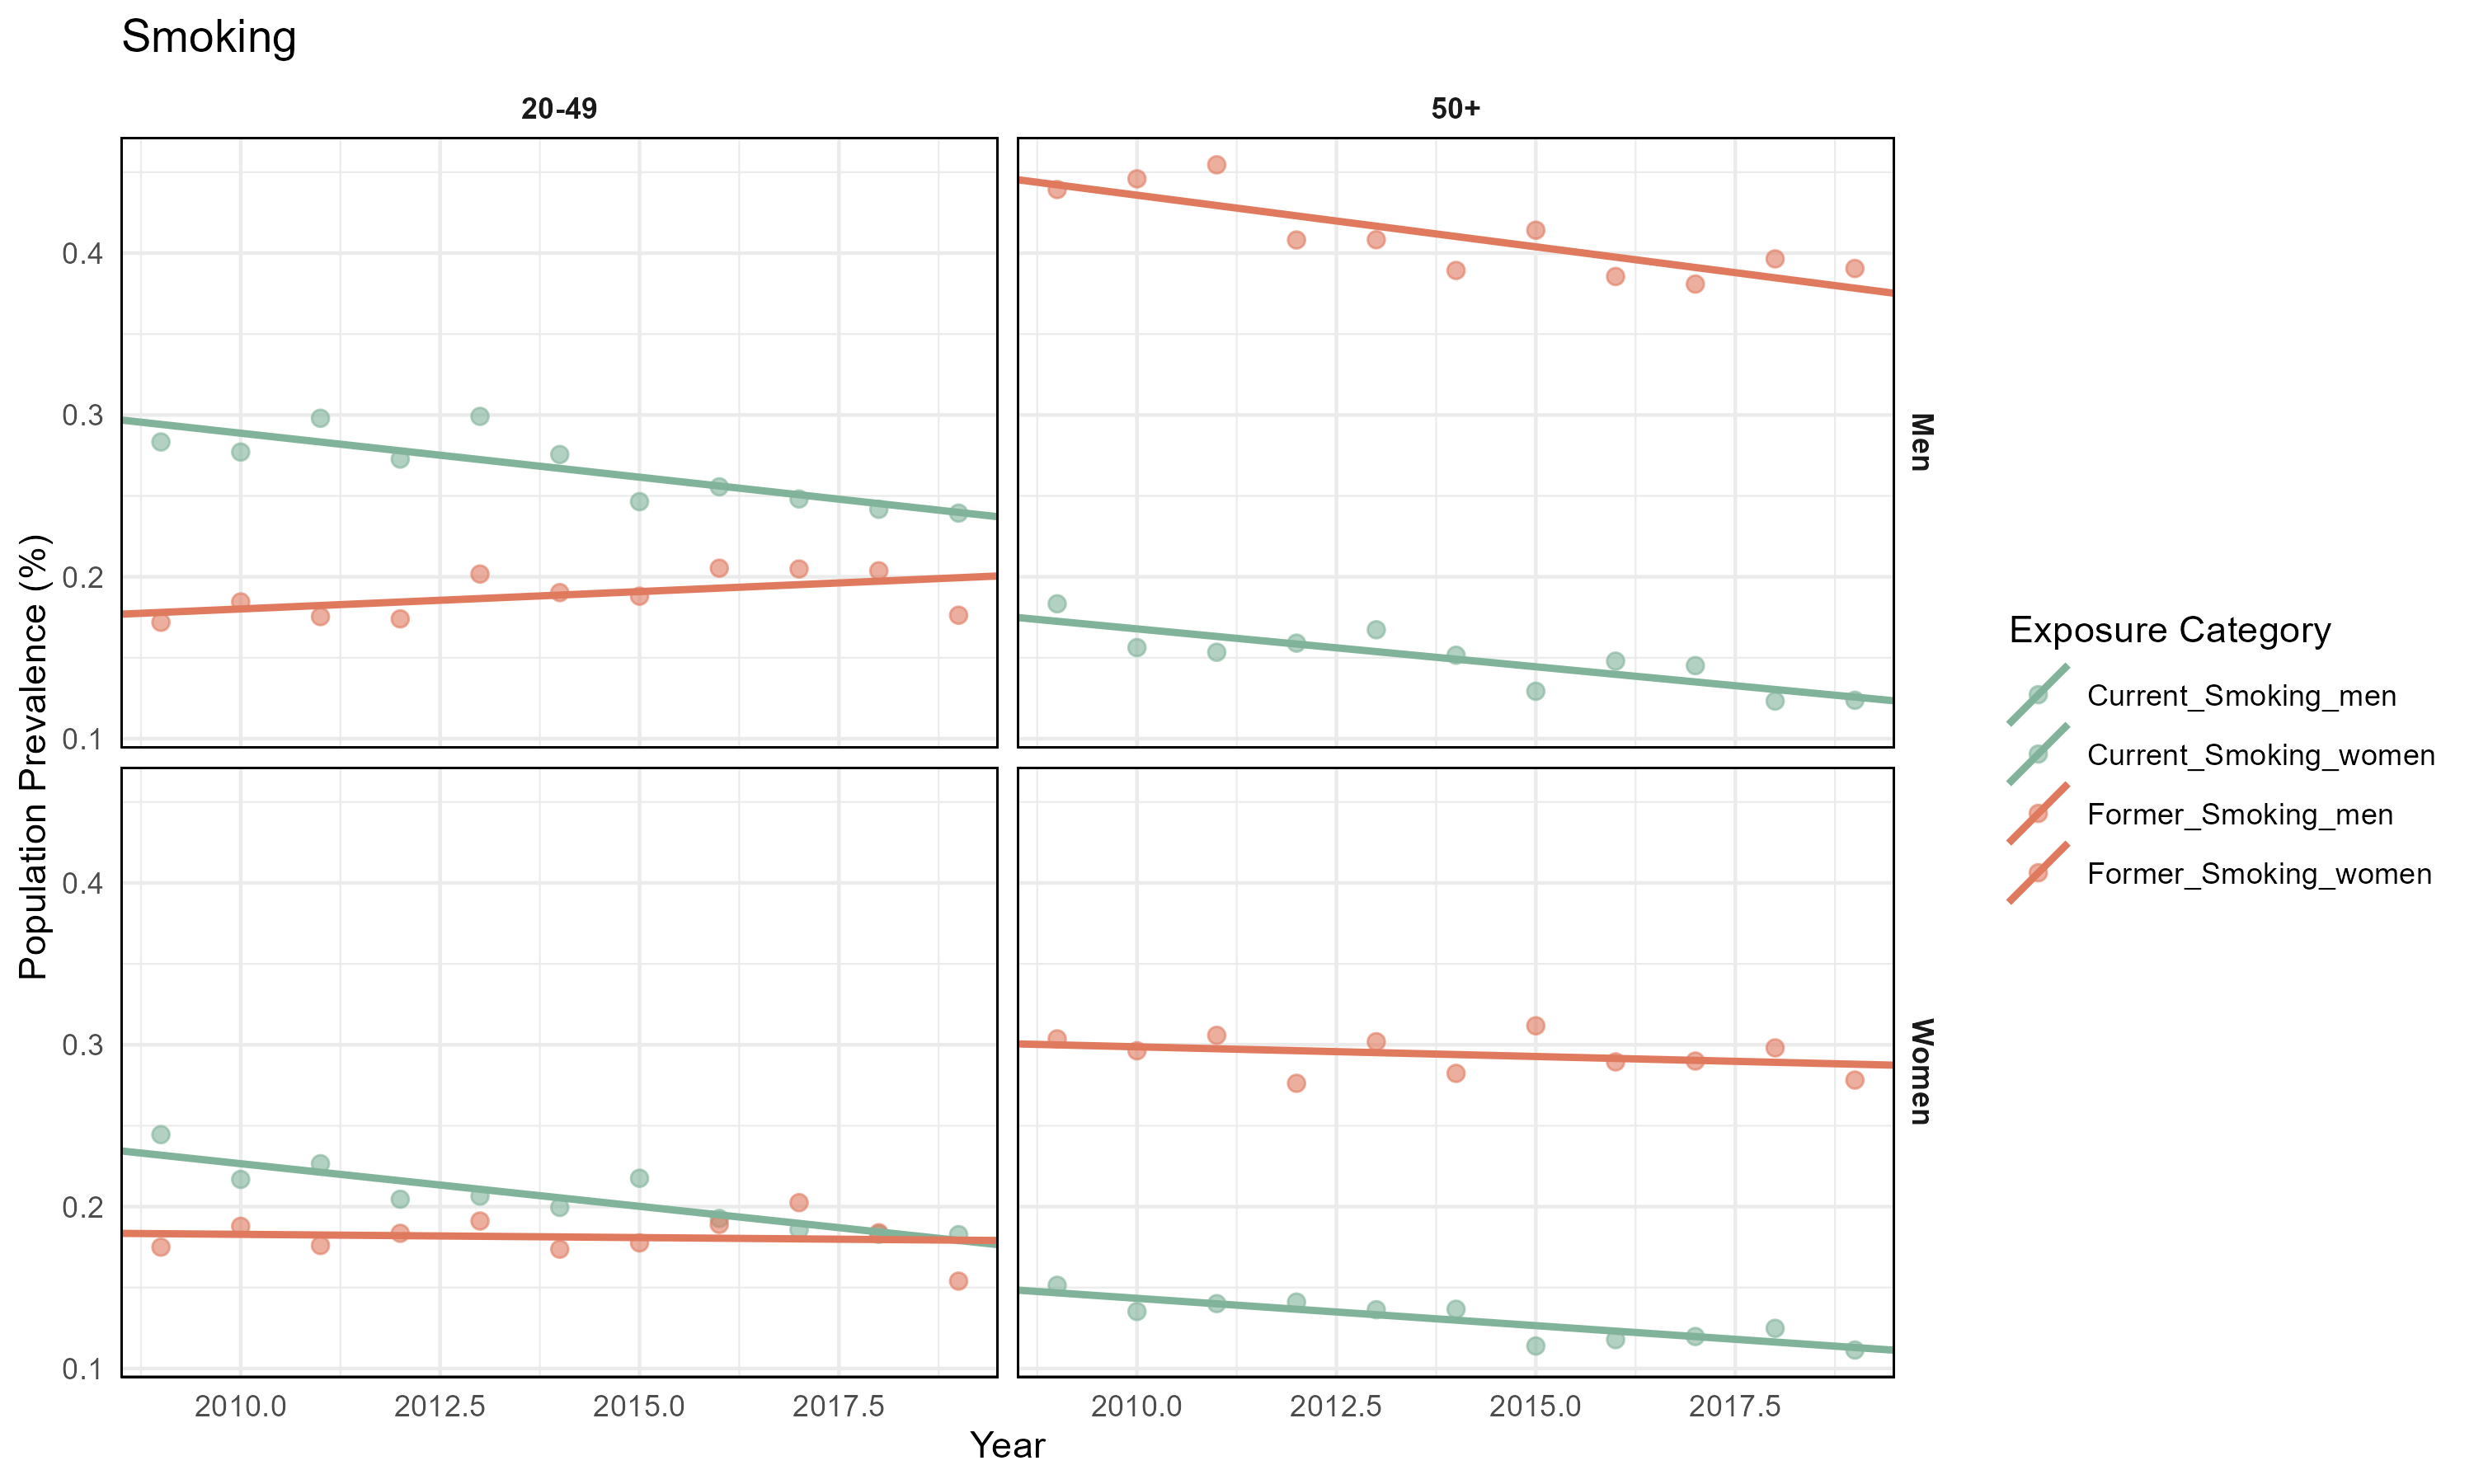 Smoking
20-49
50+
0.4
0.3
0.2
0.1
Men
0.4
0.3
0.2
0.1
Women
2010.0
2012.5
2015.0
2017.5
2010.0
2012.5
2015.0
2017.5
Year
Population Prevalence (%)
Exposure Category
Current_Smoking_men
Current_Smoking_women
Former_Smoking_men
Former_Smoking_women